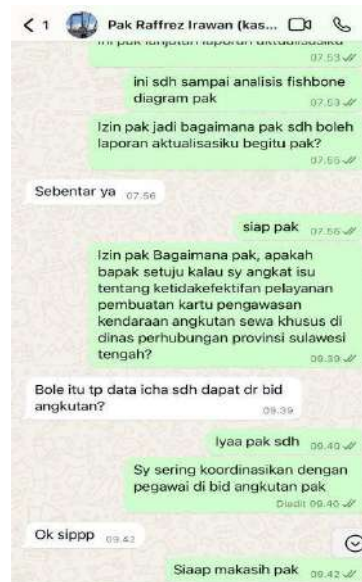 1
Pak Raffrez Irawan (kas...
07.53
ini sdh sampai analisis fishbone
diagram pak
07.53
Izin pak jadi bagaimana pak sdh boleh
laporan aktualisasiku begitu pak?
07.55
Sebentar ya 07.56
siap pak 07.56
Izin pak Bagaimana pak, apakah
bapak setuju kalau sy angkat isu
tentang ketidakefektifan pelayanan
pembuatan kartu pengawasan
kendaraan angkutan sewa khusus di
dinas perhubungan provinsi sulawesi
tengah?
09.39
Bole itu tp data icha sdh dapat dr bid
angkutan?
09.39
Iyaa pak sdh 09.40
Sy sering koordinasikan dengan
pegawai di bid angkutan pak
Diedit 09.40
Ok sippp 09.42
Siaap makasih pak 09.42